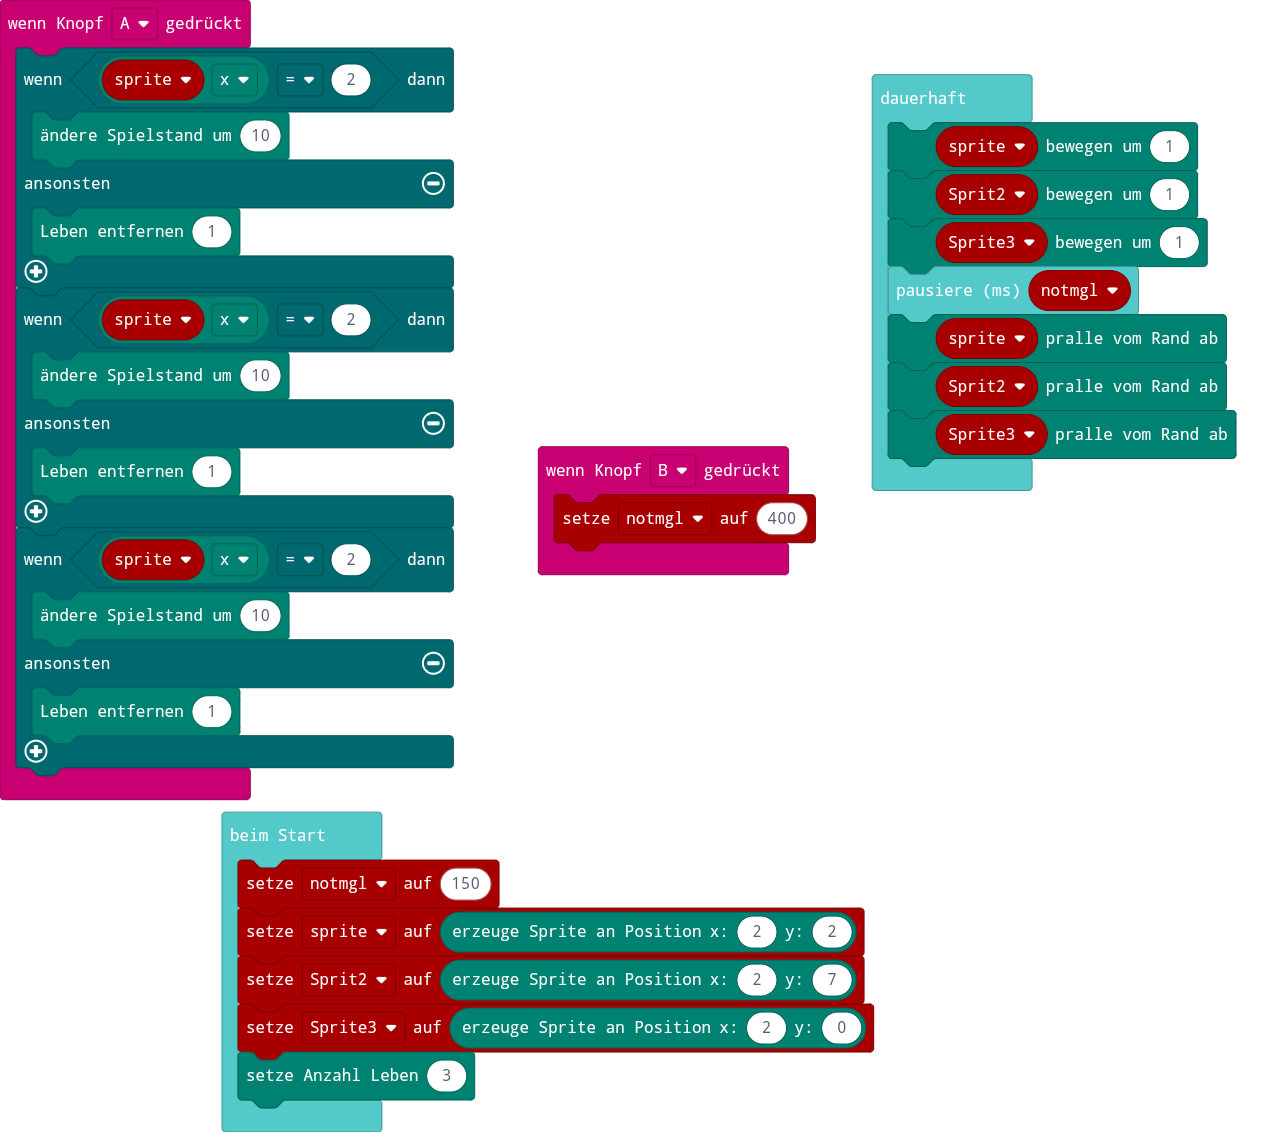 wenn Knopf A gedrückt
wenn sprite x = 2 dann
ändere Spielstand um 10
ansonsten
Leben entfernen 1
wenn sprite x = 2 dann
ändere Spielstand um 10
ansonsten
Leben entfernen 1
wenn sprite x = 2 dann
ändere Spielstand um 10
ansonsten
Leben entfernen 1
dauerhaft
sprite bewegen um 1
Sprit2 bewegen um 1
Sprite3 bewegen um 1
pausiere (ms) notmgl
sprite pralle vom Rand ab
Sprit2 pralle vom Rand ab
Sprite3 pralle vom Rand ab
wenn Knopf B gedrückt
setze notmgl auf 400
beim Start
setze notmgl auf 150
setze sprite auf erzeuge Sprite an Position x: 2 y: 2
setze Sprit2 auf erzeuge Sprite an Position x: 2 y: 7
setze Sprite3 auf erzeuge Sprite an Position x: 2 y: 0
setze Anzahl Leben 3